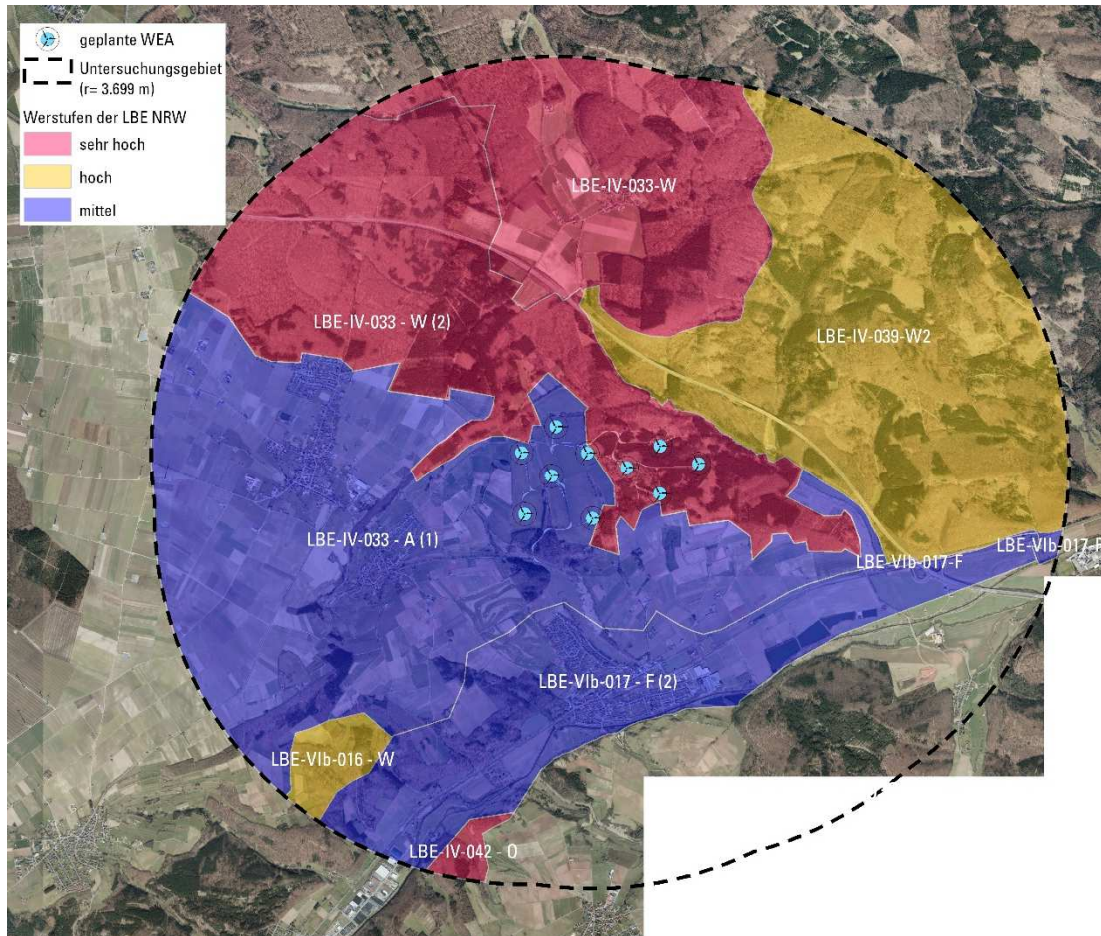 geplante WEA
Untersuchungsgebiet
(r= 3.699 m)
Werstufen der LBE NRW
sehr hoch
hoch
mittel
LBE-IV-033-W
LBE-IV-033 - W (2)
LBE-IV-039-W2
LBE-IV-033 - A (1)
LBE-VIb-017-F
LBE-VIb-017-F
LBE-VIb-017 - F (2)
LBE-VIb-016 - W
LBE-IV-042 - O